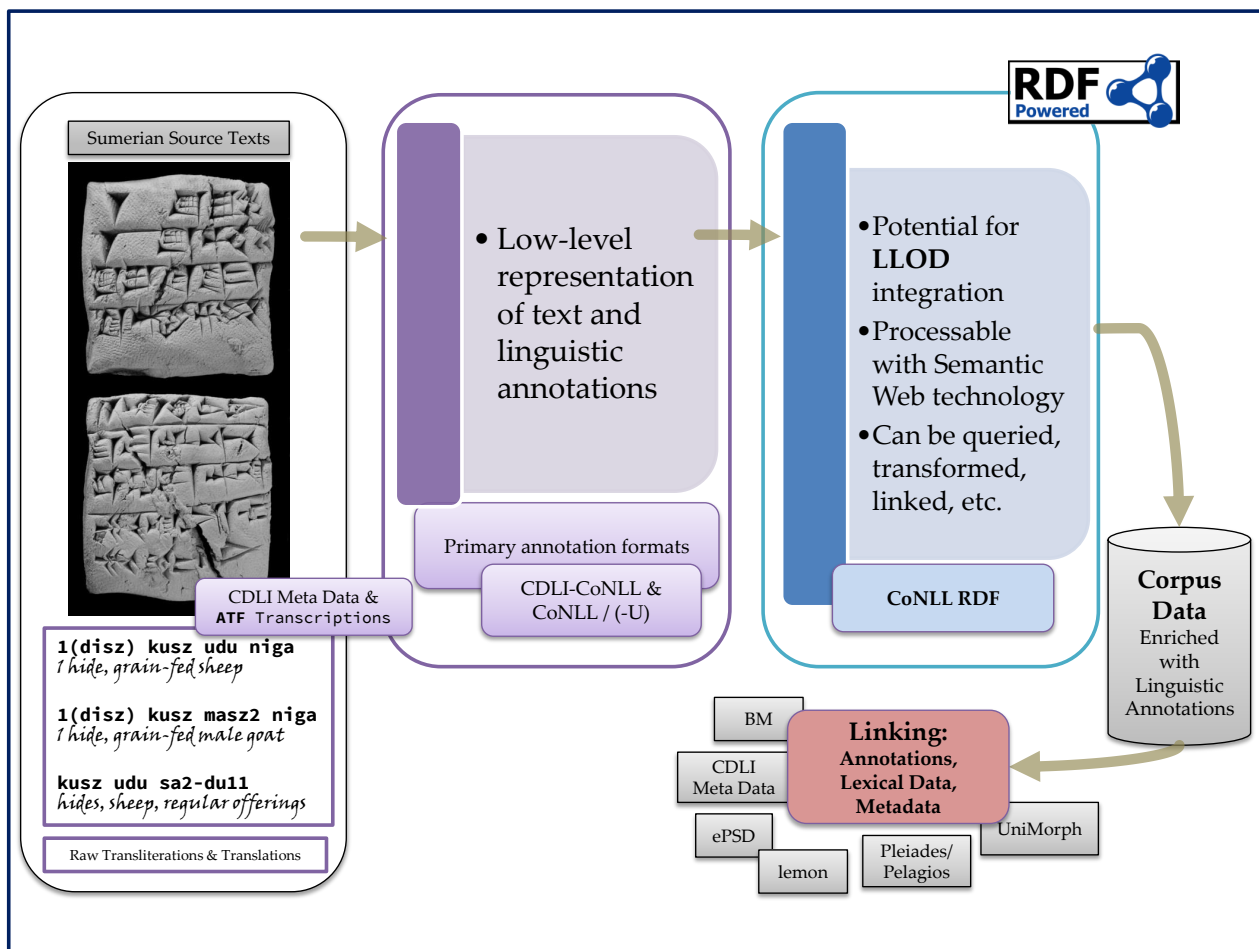 RDF
Powered
Sumerian Source Texts
CDLI Meta Data &
ATF Transcriptions
1(disz) kusz udu niga
1 hide, grain-fed sheep
1(disz) kusz masz2 niga
1 hide, grain-fed male goat
kusz udu sa2-du11
hides, sheep, regular offerings
Raw Transliterations & Translations
• Low-level
representation
of text and
linguistic
annotations
Primary annotation formats
CDLI-CoNLL &
CoNLL / (-U)
•Potential for
LLOD
integration
•Processable
with Semantic
Web technology
•Can be queried,
transformed,
linked, etc.
CoNLL RDF
Corpus
Data
Enriched
with
Linguistic
Annotations
Linking:
Annotations,
Lexical Data,
Metadata
BM
CDLI
Meta Data
ePSD
lemon
Pleiades/
Pelagios
UniMorph